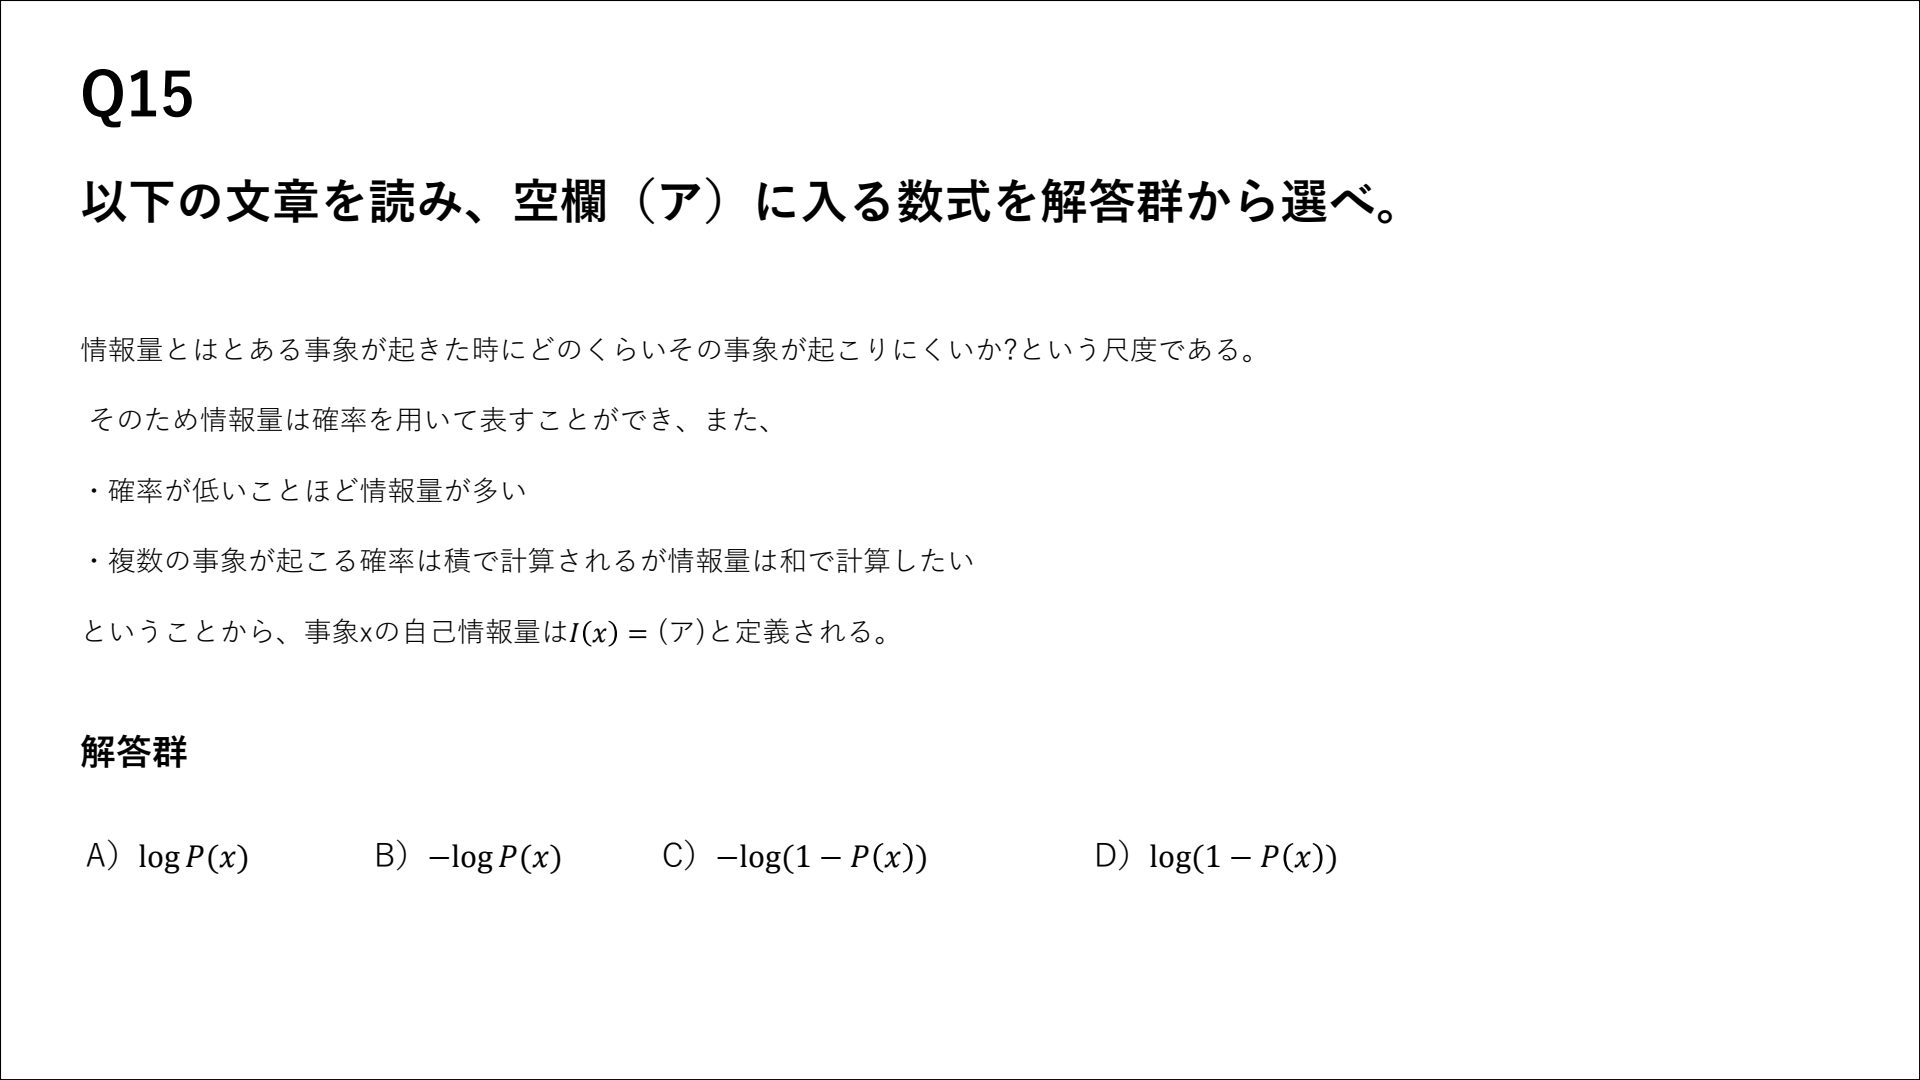 Q15
以下の文章を読み、空欄（ア）に入る数式を解答群から選べ。
情報量とはとある事象が起きた時にどのくらいその事象が起こりにくいか?という尺度である。
そのため情報量は確率を用いて表すことができ、また、
・確率が低いことほど情報量が多い
・複数の事象が起こる確率は積で計算されるが情報量は和で計算したい
ということから、事象xの自己情報量はI(x) = (ア)と定義される。
解答群
A）log P(x) B）−log P(x) C）−log(1 − P(x)) D）log(1 − P(x))